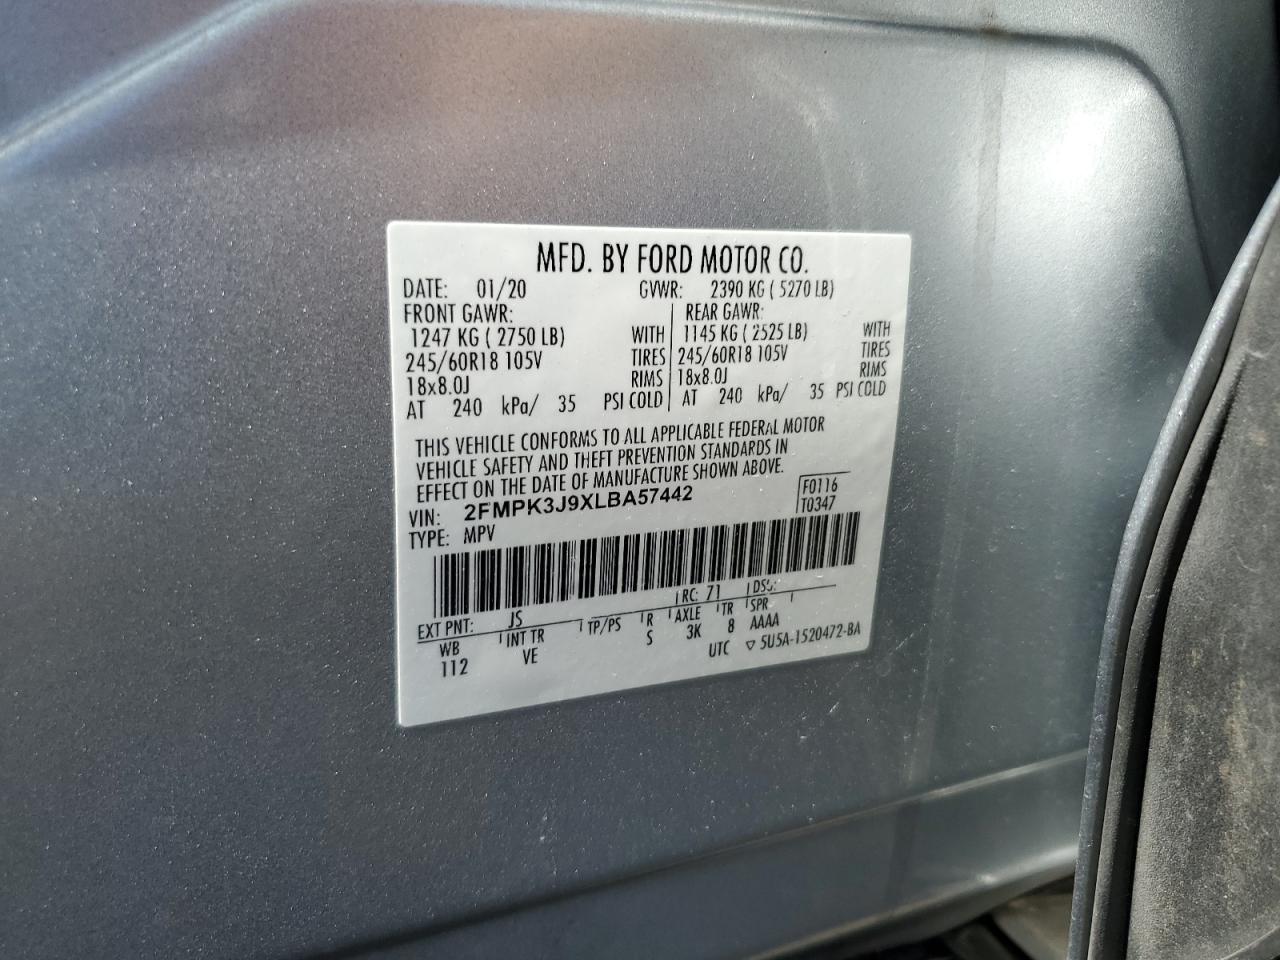 MFD. BY FORD MOTOR CO.
DATE: 01/20 GVWR: 2390 KG ( 5270 LB)
FRONT GAWR: REAR GAWR:
1247 KG ( 2750 LB) WITH 1145 KG ( 2525 LB) WITH
245/60R18 105V TIRES 245/60R18 105V TIRES
18x8.0J RIMS 18x8.0J RIMS
AT 240 kPa/ 35 PSI COLD AT 240 kPa/ 35 PSI COLD
THIS VEHICLE CONFORMS TO ALL APPLICABLE FEDERAL MOTOR
VEHICLE SAFETY AND THEFT PREVENTION STANDARDS IN
EFFECT ON THE DATE OF MANUFACTURE SHOWN ABOVE.
VIN: 2FMPK3J9XLBA57442 F0116
TYPE: MPV T0347
EXT PNT: JS RC: 71 DSO:
WB INT TR TP/PS R AXLE TR SPR
112 VE S 3K 8 AAAA
UTC ▽ 5U5A-1520472-BA